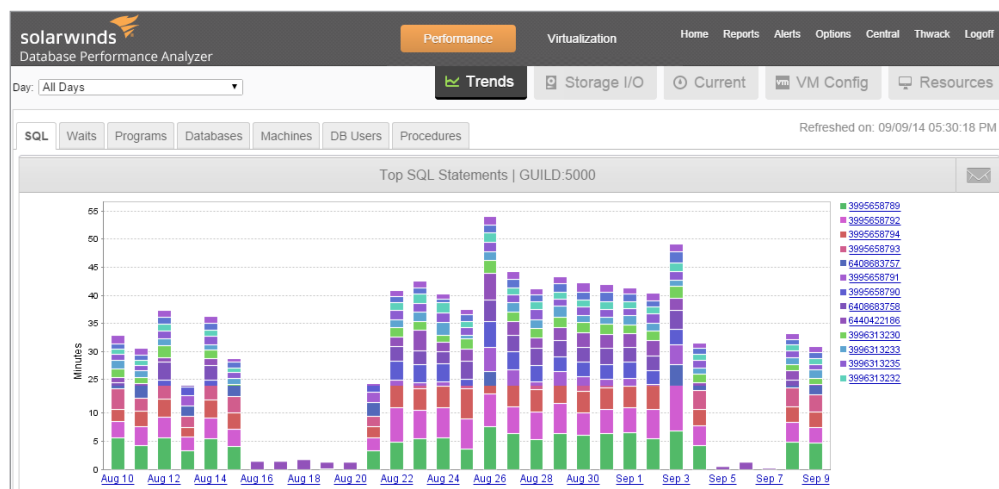 solarwinds
Database Performance Analyzer
Performance
Virtualization
Home Reports Alerts Options Central Thwack Logoff
Day: All Days
Trends
Storage I/O
Current
vm VM Config
Resources
SQL Waits Programs Databases Machines DB Users Procedures
Refreshed on: 09/09/14 05:30:18 PM
Top SQL Statements | GUILD:5000
Minutes
55
50
45
40
35
30
25
10
5
0
Aug 10 Aug 12 Aug 14 Aug 16 Aug 18 Aug 20 Aug 22 Aug 24 Aug 26 Aug 28 Aug 30 Sep 1 Sep 3 Sep 5 Sep 7 Sep 9
3995658789
3995658792
3995658794
3995658793
6408683757
3995658791
3995658790
6408683758
6440422186
3996313230
3996313233
3996313235
3996313232